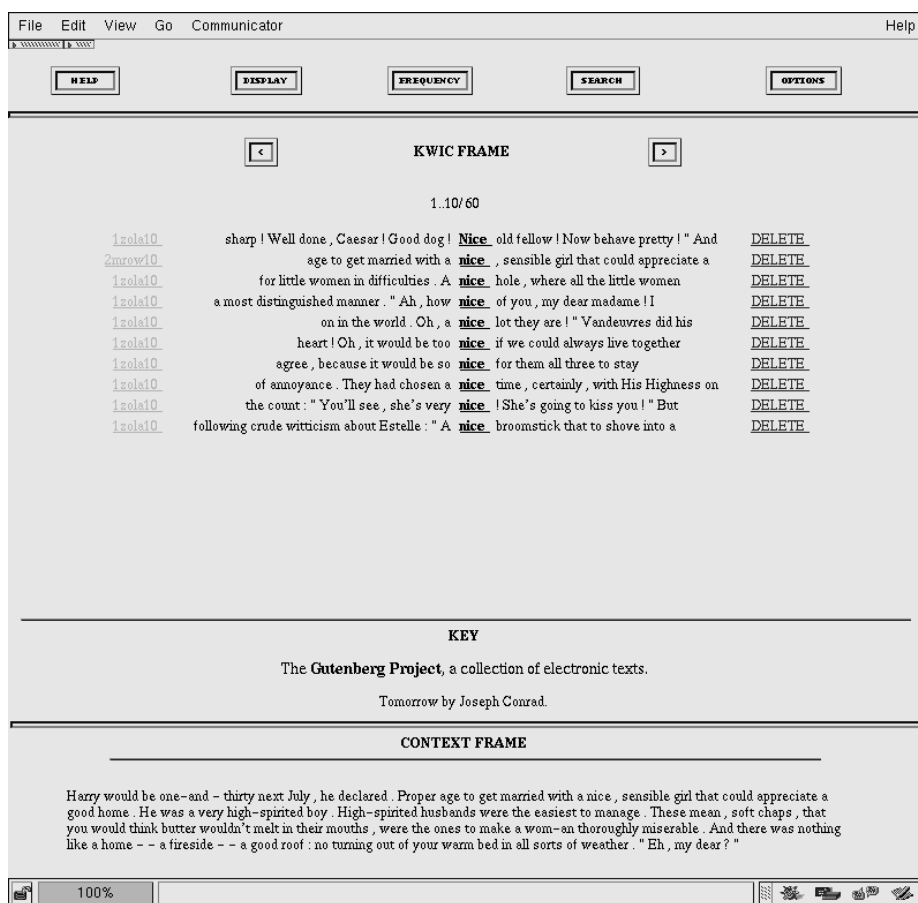 File Edit View Go Communicator Help
HELP DISPLAY FREQUENCY SEARCH OPTIONS
< KWIC FRAME >
1..10/60
1zola10 sharp ! Well done , Caesar ! Good dog ! Nice old fellow ! Now behave pretty ! " And DELETE
2mrow10 age to get married with a nice , sensible girl that could appreciate a DELETE
1zola10 for little women in difficulties . A nice hole , where all the little women DELETE
1zola10 a most distinguished manner . " Ah , how nice of you , my dear madame ! I DELETE
1zola10 on in the world . Oh , a nice lot they are ! " Vandeuvres did his DELETE
1zola10 heart ! Oh , it would be too nice if we could always live together DELETE
1zola10 agree , because it would be so nice for them all three to stay DELETE
1zola10 of annoyance . They had chosen a nice time , certainly , with His Highness on DELETE
1zola10 the count : " You'll see , she's very nice ! She's going to kiss you ! " But DELETE
1zola10 following crude witticism about Estelle : " A nice broomstick that to shove into a DELETE
KEY
The Gutenberg Project, a collection of electronic texts.
Tomorrow by Joseph Conrad.
CONTEXT FRAME
Harry would be one-and - thirty next July , he declared . Proper age to get married with a nice , sensible girl that could appreciate a
good home . He was a very high-spirited boy . High-spirited husbands were the easiest to manage . These mean , soft chaps , that
you would think butter wouldn't melt in their mouths , were the ones to make a wom-an thoroughly miserable . And there was nothing
like a home - - a fireside - - a good roof : no turning out of your warm bed in all sorts of weather . " Eh , my dear ? "
100%